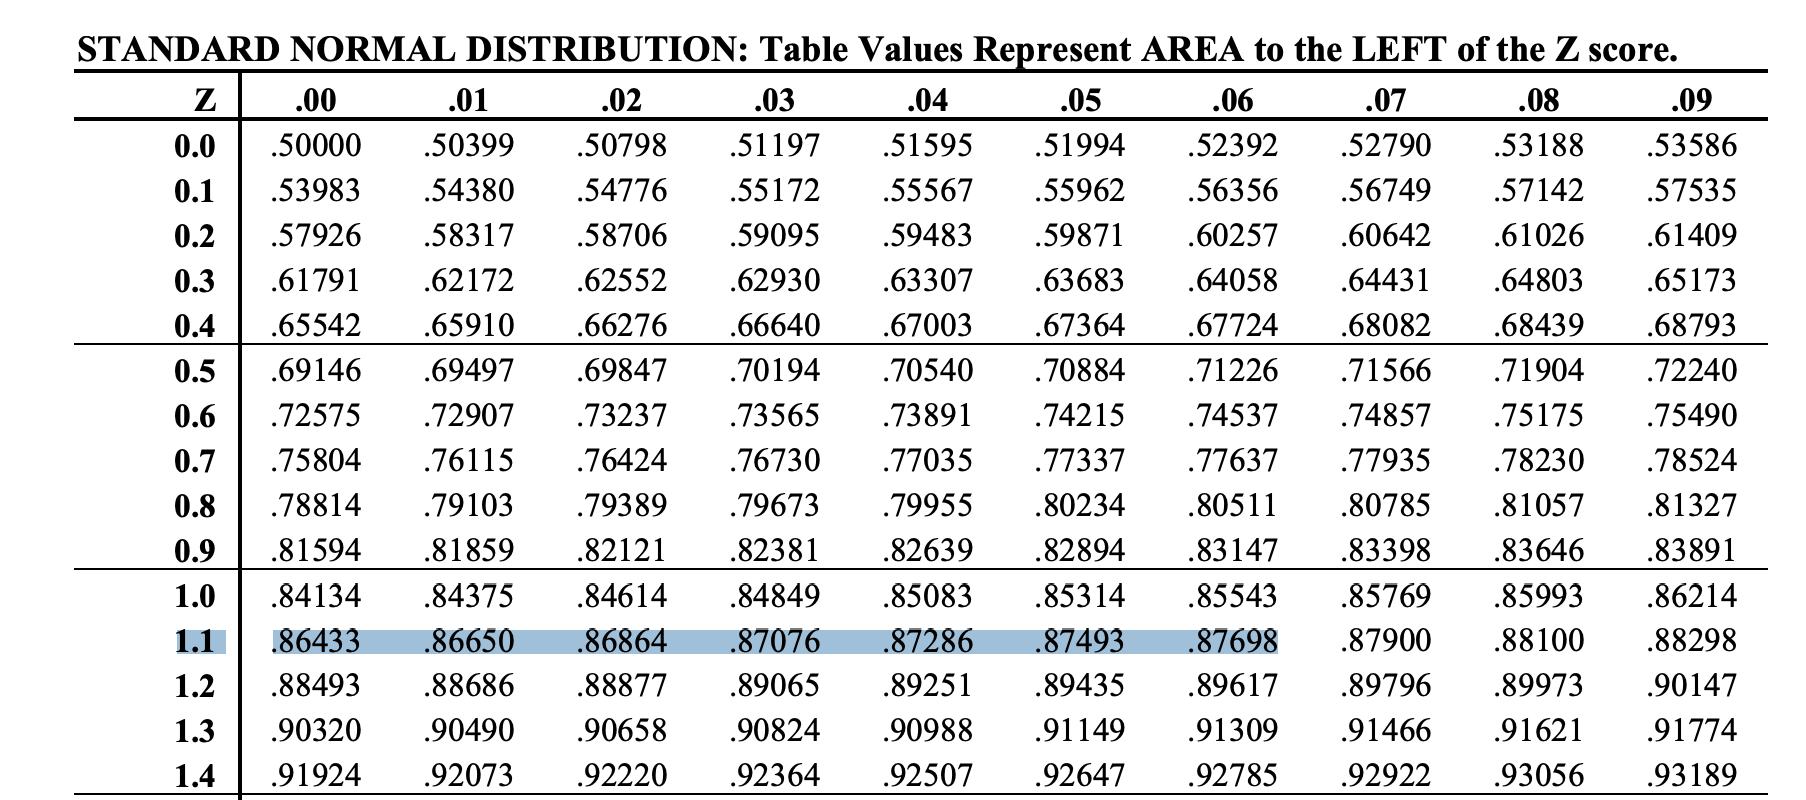 STANDARD NORMAL DISTRIBUTION: Table Values Represent AREA to the LEFT of the Z score.
Z .00 .01 .02 .03 .04 .05 .06 .07 .08 .09
0.0 .50000 .50399 .50798 .51197 .51595 .51994 .52392 .52790 .53188 .53586
0.1 .53983 .54380 .54776 .55172 .55567 .55962 .56356 .56749 .57142 .57535
0.2 .57926 .58317 .58706 .59095 .59483 .59871 .60257 .60642 .61026 .61409
0.3 .61791 .62172 .62552 .62930 .63307 .63683 .64058 .64431 .64803 .65173
0.4 .65542 .65910 .66276 .66640 .67003 .67364 .67724 .68082 .68439 .68793
0.5 .69146 .69497 .69847 .70194 .70540 .70884 .71226 .71566 .71904 .72240
0.6 .72575 .72907 .73237 .73565 .73891 .74215 .74537 .74857 .75175 .75490
0.7 .75804 .76115 .76424 .76730 .77035 .77337 .77637 .77935 .78230 .78524
0.8 .78814 .79103 .79389 .79673 .79955 .80234 .80511 .80785 .81057 .81327
0.9 .81594 .81859 .82121 .82381 .82639 .82894 .83147 .83398 .83646 .83891
1.0 .84134 .84375 .84614 .84849 .85083 .85314 .85543 .85769 .85993 .86214
1.1 .86433 .86650 .86864 .87076 .87286 .87493 .87698 .87900 .88100 .88298
1.2 .88493 .88686 .88877 .89065 .89251 .89435 .89617 .89796 .89973 .90147
1.3 .90320 .90490 .90658 .90824 .90988 .91149 .91309 .91466 .91621 .91774
1.4 .91924 .92073 .92220 .92364 .92507 .92647 .92785 .92922 .93056 .93189